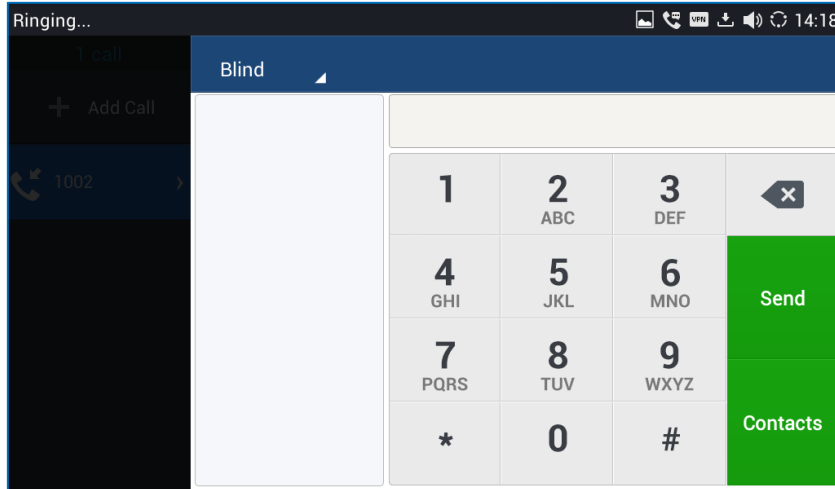 Ringing...
VPN
14:18
1 call
Add Call
1002
Blind
1
2
ABC
3
DEF
4
GHI
5
JKL
6
MNO
Send
7
PQRS
8
TUV
9
WXYZ
Contacts
*
0
#